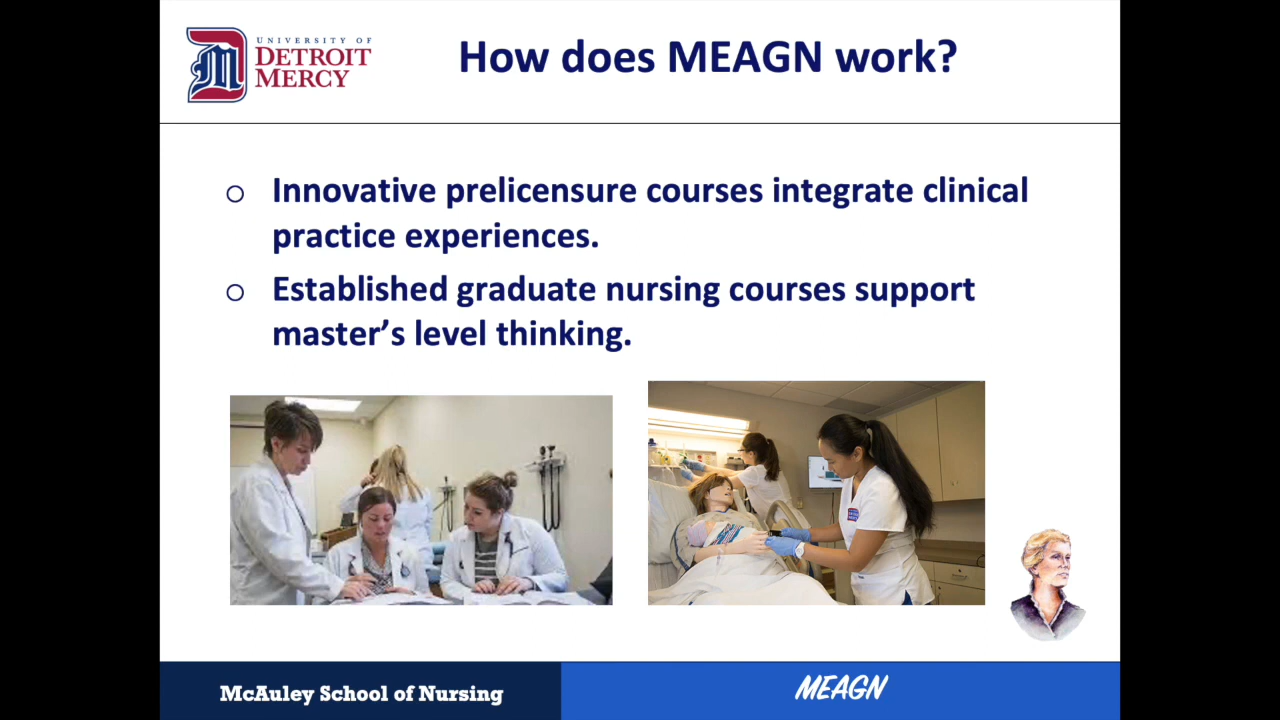 UNIVERSITY OF
DETROIT
MERCY
How does MEAGN work?
o Innovative prelicensure courses integrate clinical
practice experiences.
o Established graduate nursing courses support
master’s level thinking.
McAuley School of Nursing
MEAGN